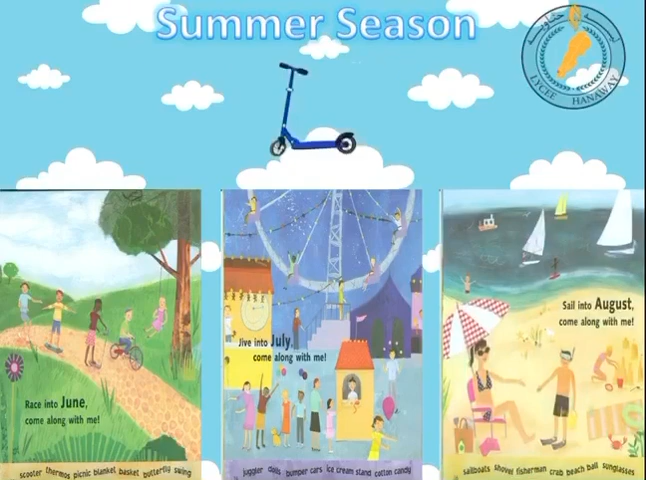 Summer Season
LYCEE HANAWAY
Race into June,
come along with me!
scooter thermos picnic blanket basket butterfly swing
Jive into July,
come along with me!
juggler dolls bumper cars ice cream stand cotton candy
Sail into August,
come along with me!
sailboats shovel fisherman crab beach ball sunglasses